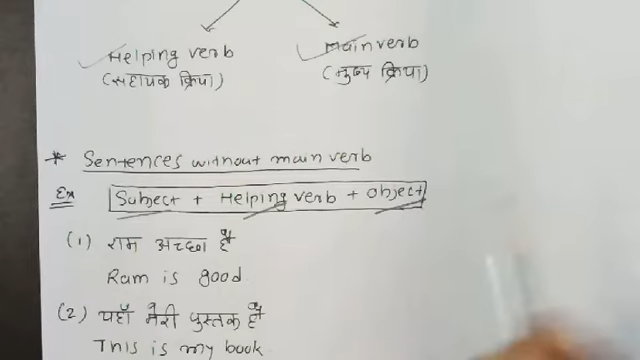 Helping verb
Main verb
(सहायक क्रिया)
(मुख्य क्रिया)
* Sentences without main verb
Ex
Subject + Helping verb + object
(1) राम अच्छा है
Ram is good
(2) यहाँ मेरी पुस्तक है
This is my book